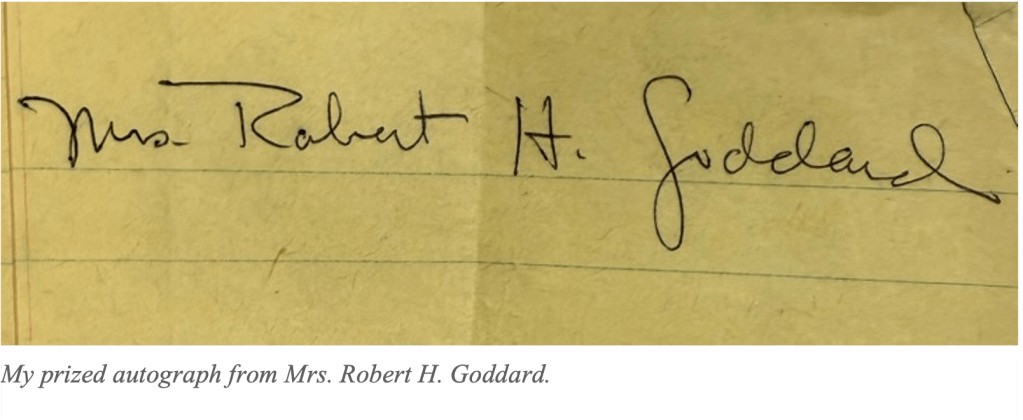 Mrs. Robert H. Goddard
My prized autograph from Mrs. Robert H. Goddard.